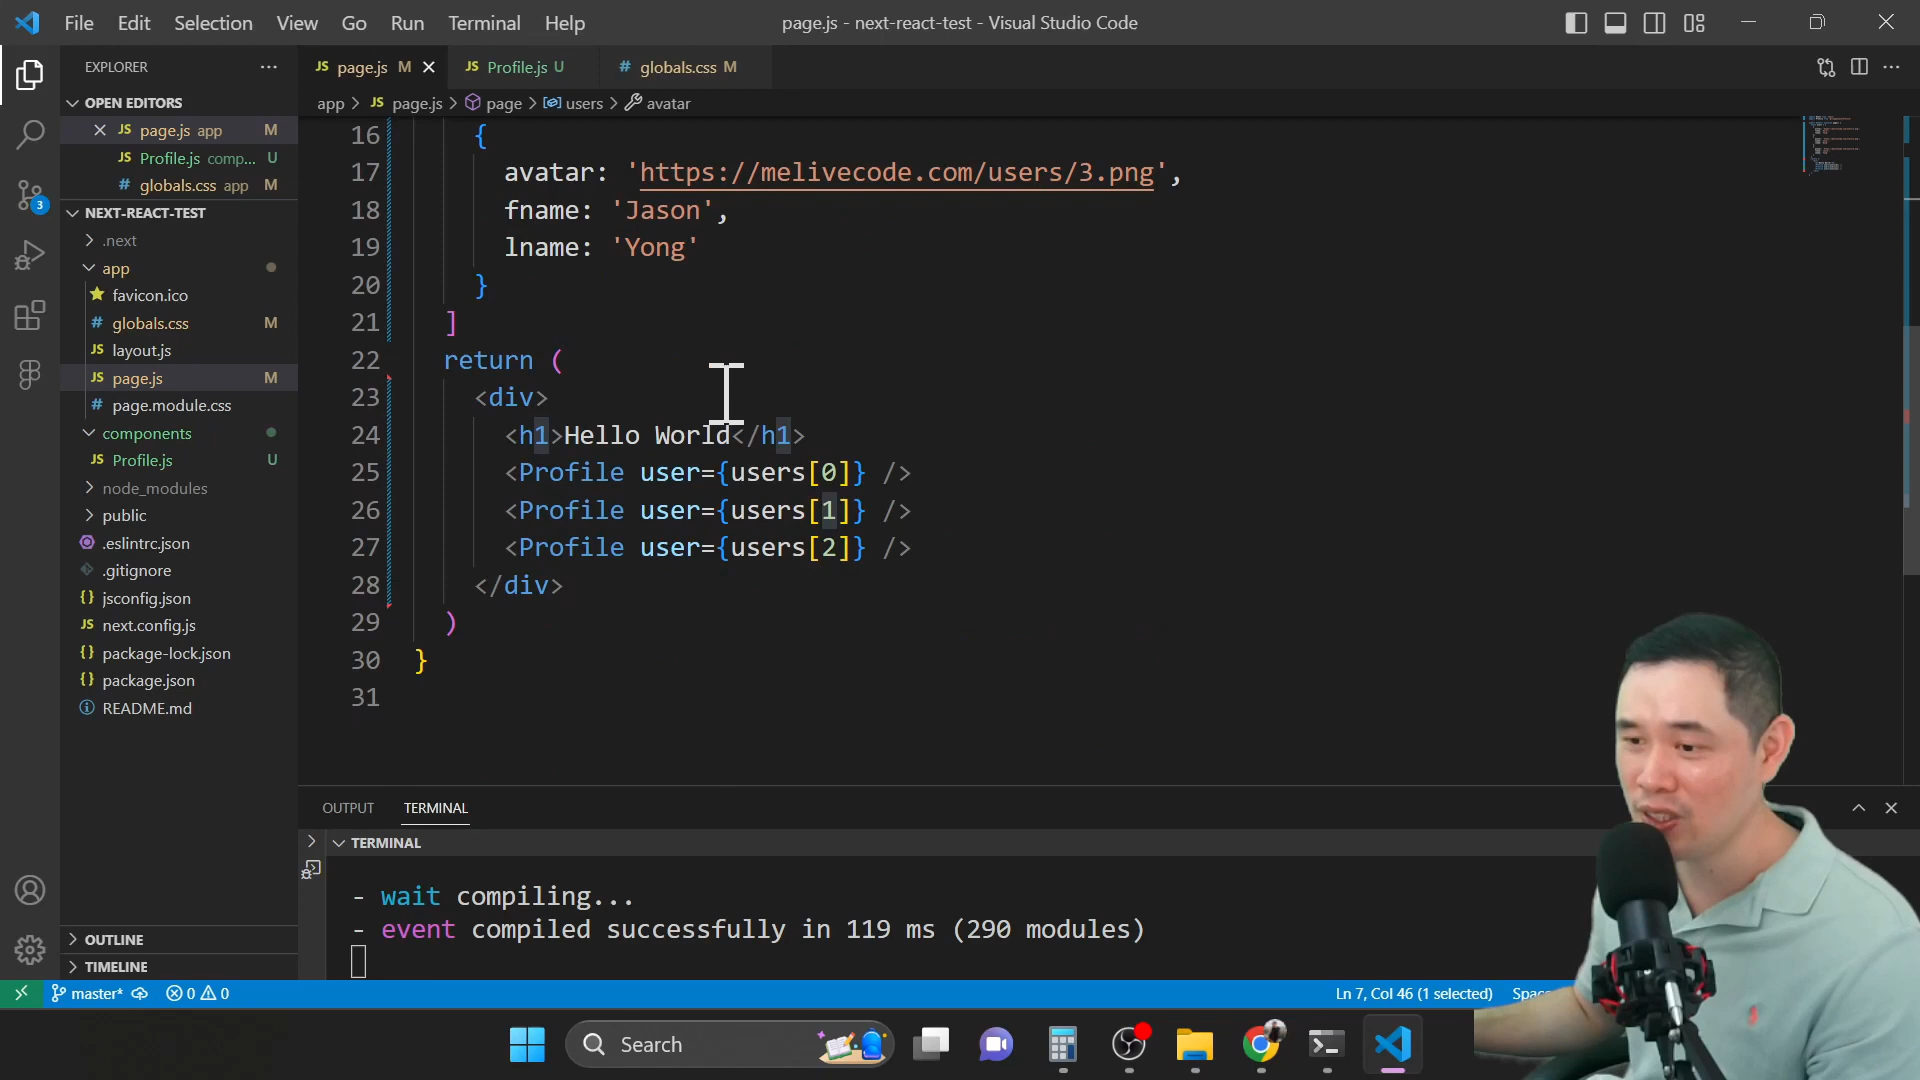 File Edit Selection View Go Run Terminal Help
page.js - next-react-test - Visual Studio Code
EXPLORER
JS page.js M
JS Profile.js U
# globals.css M
OPEN EDITORS
JS page.js app M
JS Profile.js comp... U
# globals.css app M
app > JS page.js > page > users > avatar
NEXT-REACT-TEST
.next
app
favicon.ico
# globals.css M
JS layout.js
JS page.js M
# page.module.css
components
JS Profile.js U
node_modules
public
.eslintrc.json
.gitignore
{} jsconfig.json
JS next.config.js
{} package-lock.json
{} package.json
README.md
OUTLINE
TIMELINE
3
16 {
17 avatar: 'https://melivecode.com/users/3.png',
18 fname: 'Jason',
19 lname: 'Yong'
20 }
21 ]
22 return (
23 <div>
24 <h1>Hello World</h1>
25 <Profile user={users[0]} />
26 <Profile user={users[1]} />
27 <Profile user={users[2]} />
28 </div>
29 )
30 }
31
OUTPUT TERMINAL
TERMINAL
- wait compiling...
- event compiled successfully in 119 ms (290 modules)
master* 0 0
Ln 7, Col 46 (1 selected)
Search